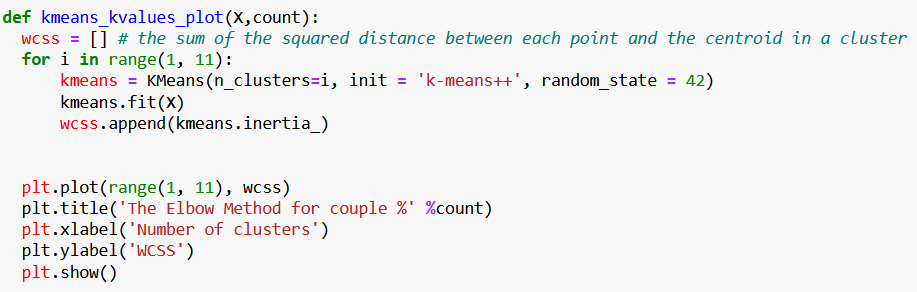 def kmeans_kvalues_plot(X,count):
  wcss = [] # the sum of the squared distance between each point and the centroid in a cluster
  for i in range(1, 11):
      kmeans = KMeans(n_clusters=i, init = 'k-means++', random_state = 42)
      kmeans.fit(X)
      wcss.append(kmeans.inertia_)
  plt.plot(range(1, 11), wcss)
  plt.title('The Elbow Method for couple %' %count)
  plt.xlabel('Number of clusters')
  plt.ylabel('WCSS')
  plt.show()